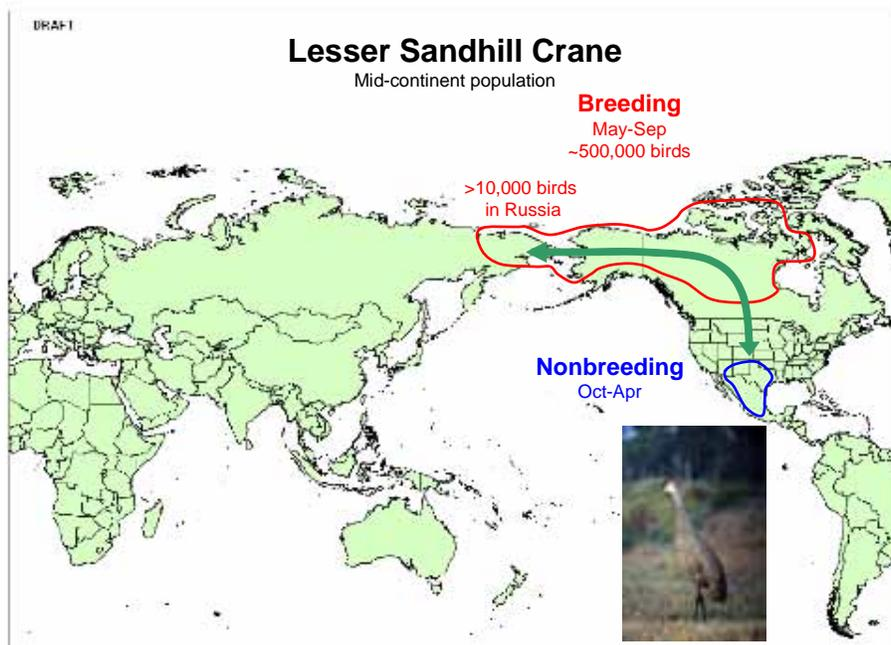 DRAFT
Lesser Sandhill Crane
Mid-continent population
Breeding
May-Sep
~500,000 birds
>10,000 birds
in Russia
Nonbreeding
Oct-Apr